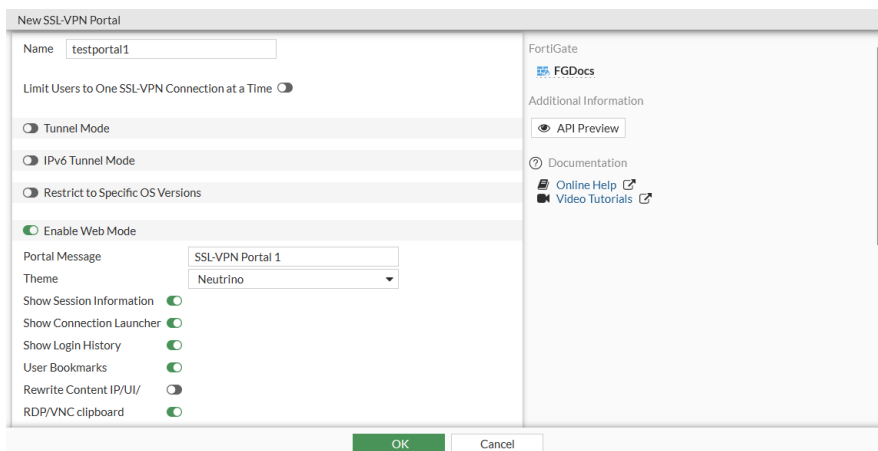 New SSL-VPN Portal
Name testportal1
Limit Users to One SSL-VPN Connection at a Time
Tunnel Mode
IPv6 Tunnel Mode
Restrict to Specific OS Versions
Enable Web Mode
Portal Message SSL-VPN Portal 1
Theme Neutrino
Show Session Information
Show Connection Launcher
Show Login History
User Bookmarks
Rewrite Content IP/UI/
RDP/VNC clipboard
FortiGate
FGDocs
Additional Information
API Preview
Documentation
Online Help
Video Tutorials
OK Cancel